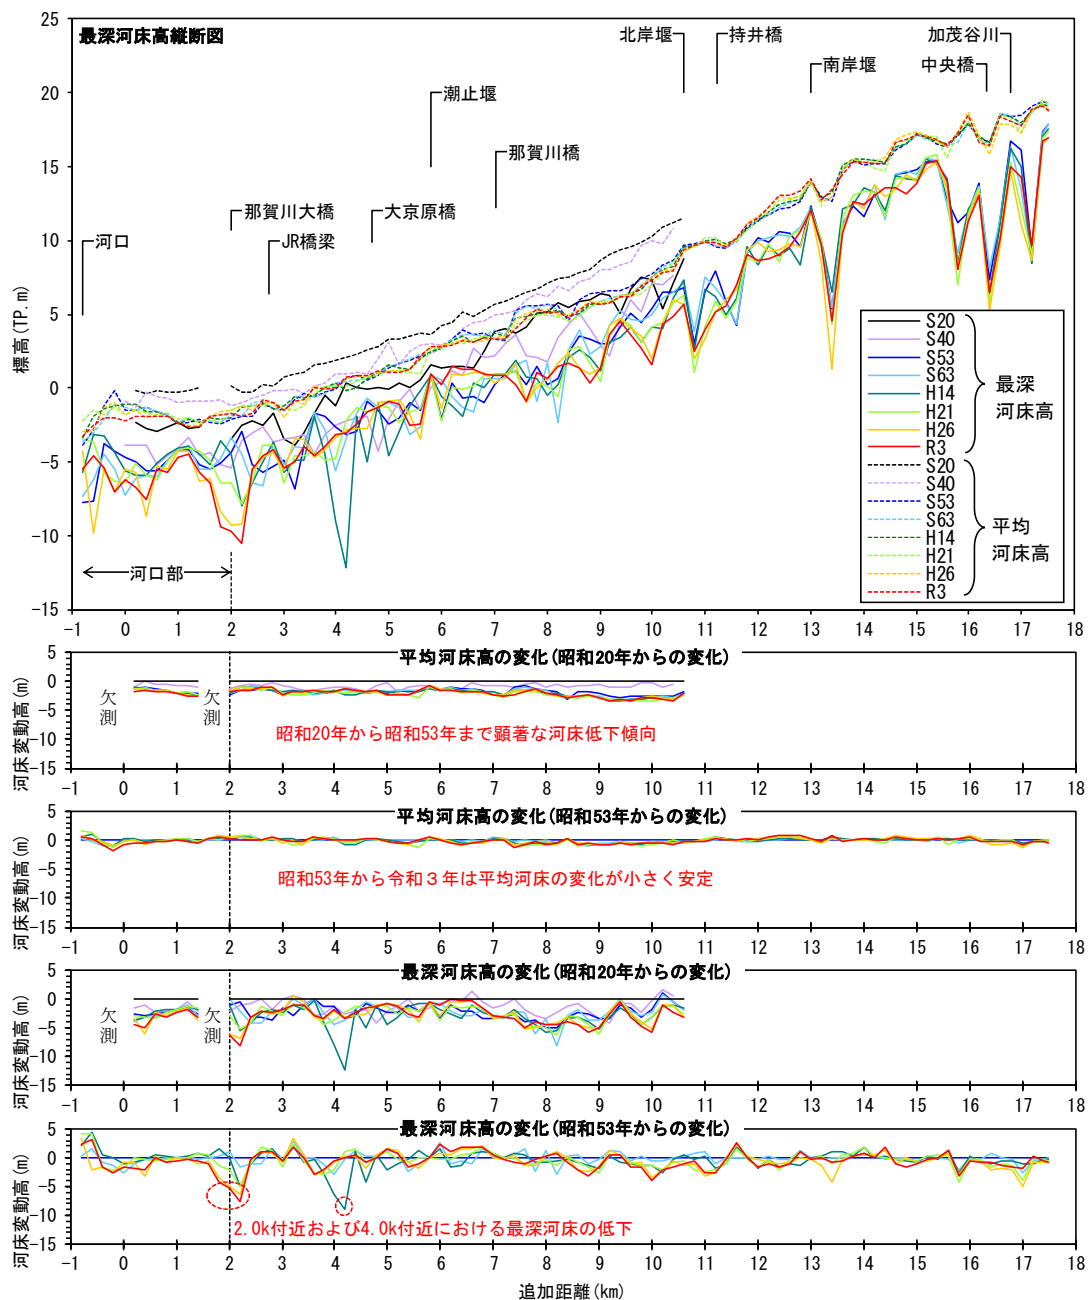 最深河床高縦断図
標高(TP.m)
25
20
15
10
5
0
-5
-10
-15
河口
那賀川大橋
JR橋梁
大京原橋
潮止堰
那賀川橋
北岸堰
持井橋
南岸堰
加茂谷川
中央橋
河口部
S20
S40
S53
S63
H14
H21
H26
R3
最深
河床高
S20
S40
S53
S63
H14
H21
H26
R3
平均
河床高
-1 0 1 2 3 4 5 6 7 8 9 10 11 12 13 14 15 16 17 18
平均河床高の変化(昭和20年からの変化)
河床変動高(m)
5
0
-5
-10
-15
欠測
欠測
昭和20年から昭和53年まで顕著な河床低下傾向
-1 0 1 2 3 4 5 6 7 8 9 10 11 12 13 14 15 16 17 18
平均河床高の変化(昭和53年からの変化)
河床変動高(m)
5
0
-5
-10
-15
昭和53年から令和３年は平均河床の変化が小さく安定
-1 0 1 2 3 4 5 6 7 8 9 10 11 12 13 14 15 16 17 18
最深河床高の変化(昭和20年からの変化)
河床変動高(m)
5
0
-5
-10
-15
欠測
欠測
-1 0 1 2 3 4 5 6 7 8 9 10 11 12 13 14 15 16 17 18
最深河床高の変化(昭和53年からの変化)
河床変動高(m)
5
0
-5
-10
-15
2.0k付近および4.0k付近における最深河床の低下
-1 0 1 2 3 4 5 6 7 8 9 10 11 12 13 14 15 16 17 18
追加距離(km)